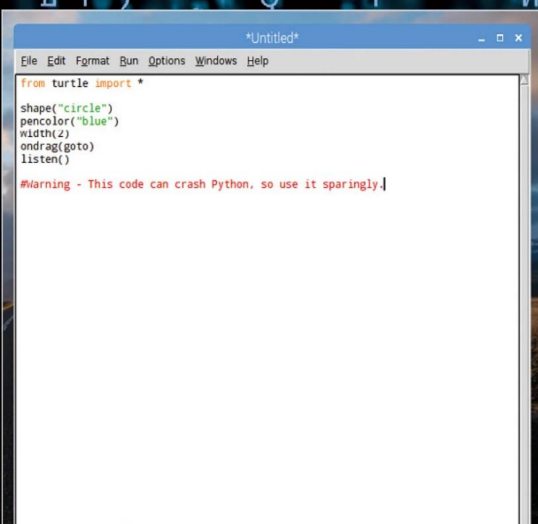 *Untitled*
File Edit Format Run Options Windows Help
from turtle import *
shape("circle")
pencolor("blue")
width(2)
ondrag(goto)
listen()
#Warning - This code can crash Python, so use it sparingly.